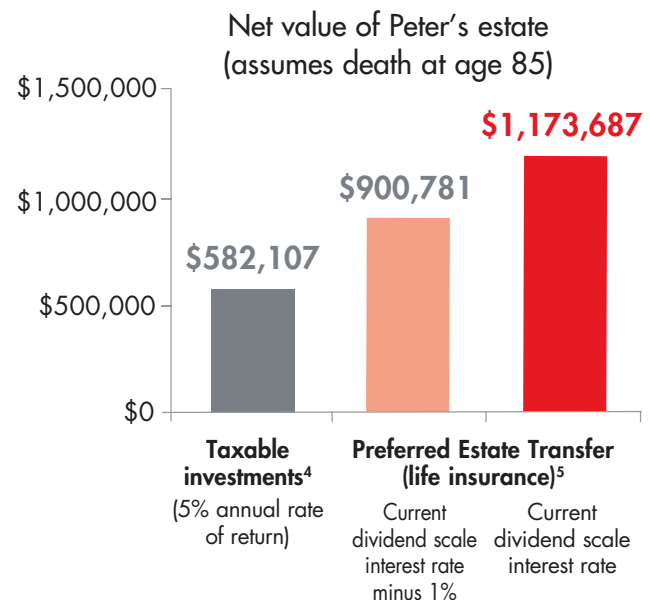 Net value of Peter’s estate
(assumes death at age 85)
$1,500,000
$1,173,687
$1,000,000
$900,781
$582,107
$500,000
$0
Taxable
investments⁴
(5% annual rate
of return)
Preferred Estate Transfer
(life insurance)⁵
Current
dividend scale
interest rate
minus 1%
Current
dividend scale
interest rate